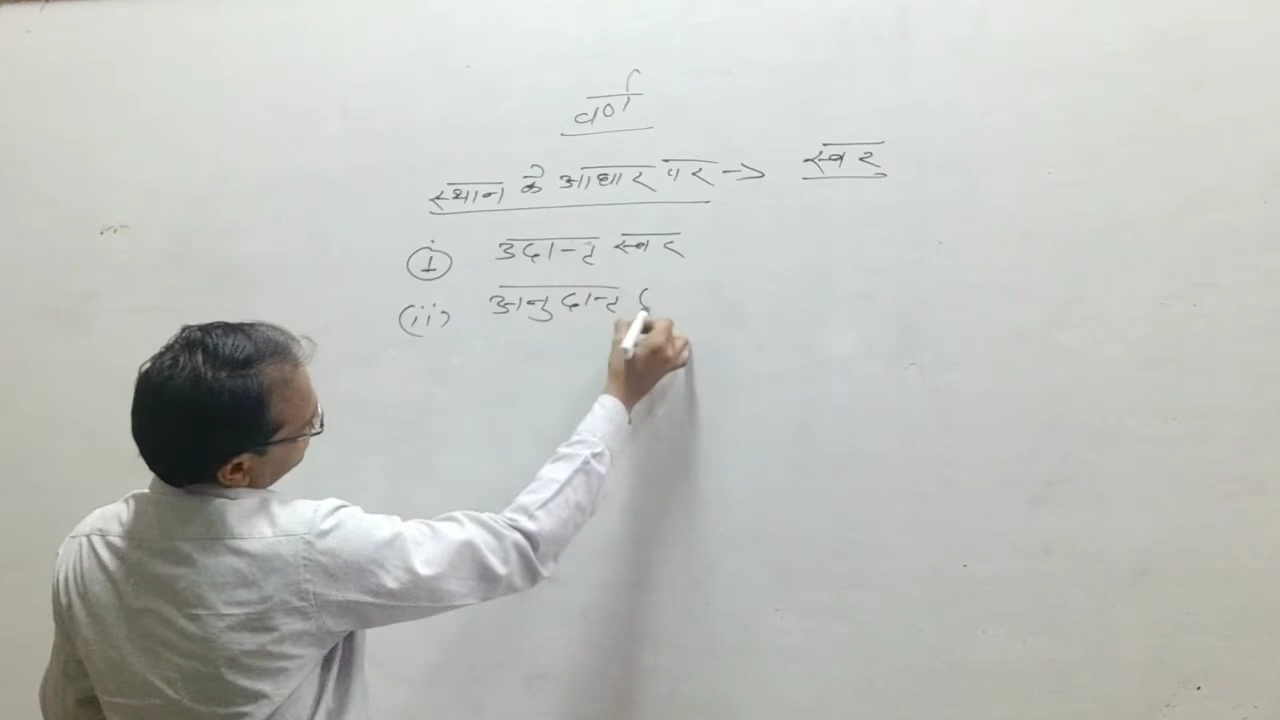 वर्ण
स्थान के आधार पर → स्वर
(i) उदात्त स्वर
(ii) अनुदात्त